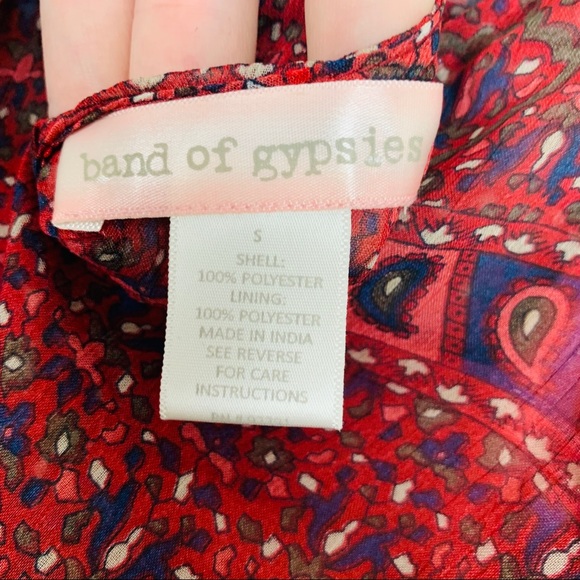 band of gypsies
S
SHELL:
100% POLYESTER
LINING:
100% POLYESTER
MADE IN INDIA
SEE REVERSE
FOR CARE
INSTRUCTIONS